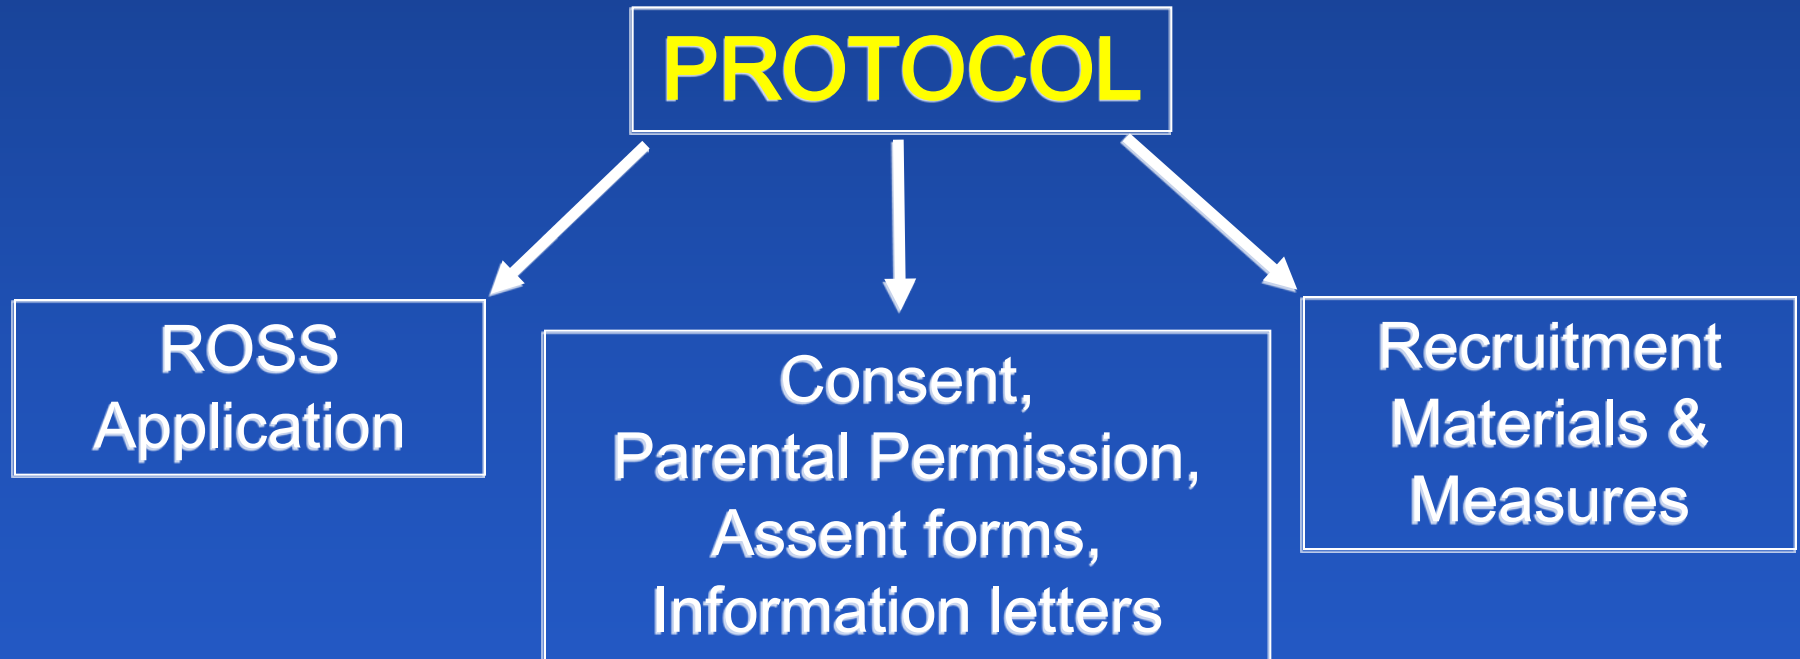 PROTOCOL
ROSS
Application
Consent,
Parental Permission,
Assent forms,
Information letters
Recruitment
Materials &
Measures